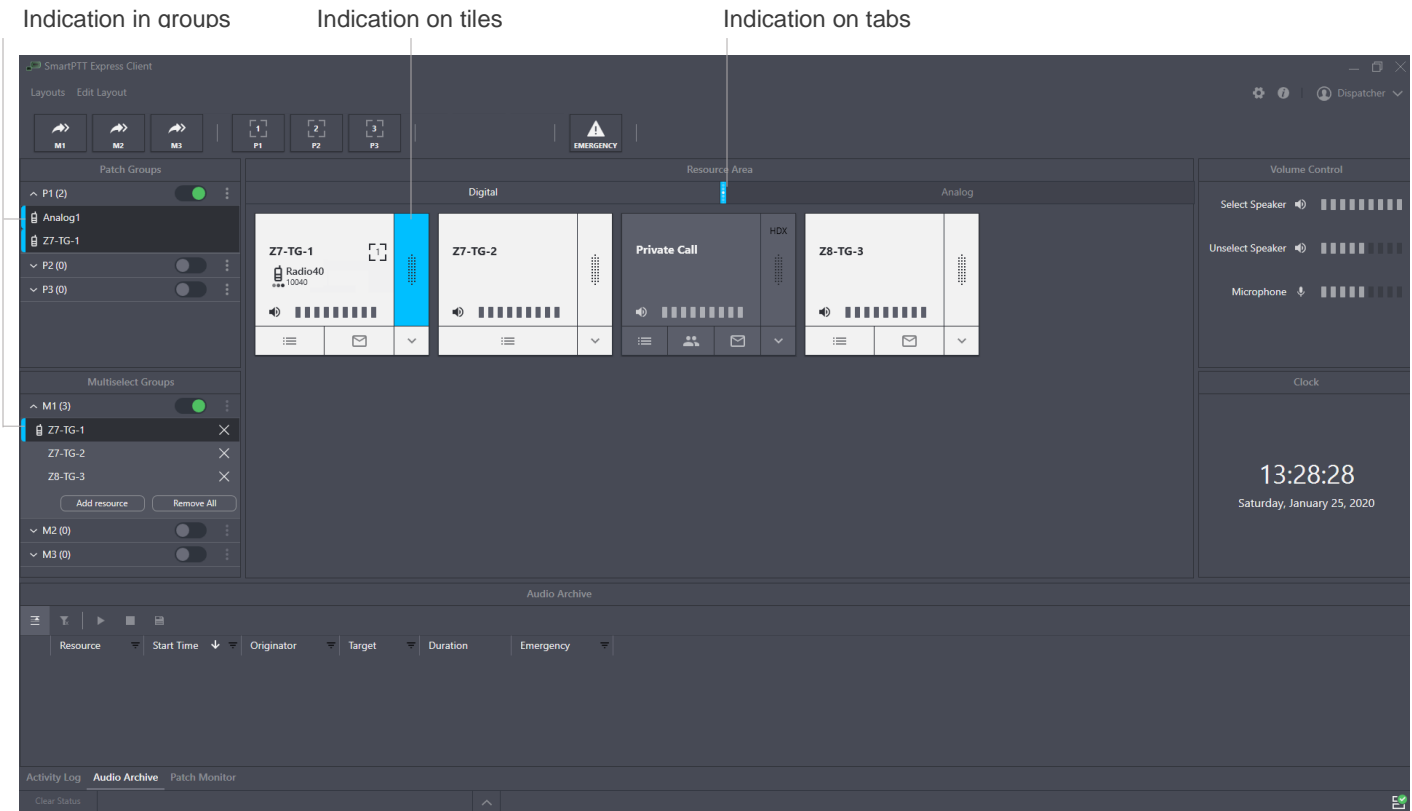 Indication in groups
Indication on tiles
Indication on tabs
SmartPTT Express Client
Layouts Edit Layout
Dispatcher
M1 M2 M3
1 2 3
P1 P2 P3
EMERGENCY
Patch Groups
P1 (2)
Analog1
Z7-TG-1
P2 (0)
P3 (0)
Resource Area
Digital
Analog
Z7-TG-1
1
Radio40
10040
Z7-TG-2
HDX
Private Call
Z8-TG-3
Volume Control
Select Speaker
Unselect Speaker
Microphone
Multiselect Groups
M1 (3)
Z7-TG-1
Z7-TG-2
Z8-TG-3
Add resource
Remove All
M2 (0)
M3 (0)
Clock
13:28:28
Saturday, January 25, 2020
Audio Archive
Resource Start Time Originator Target Duration Emergency
Activity Log Audio Archive Patch Monitor
Clear Status